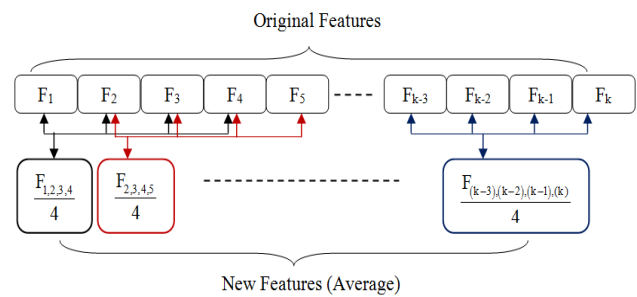 Original Features
F1 F2 F3 F4 F5 Fk-3 Fk-2 Fk-1 Fk
F1,2,3,4 F2,3,4,5 F(k-3),(k-2),(k-1),(k)
4 4 4
New Features (Average)